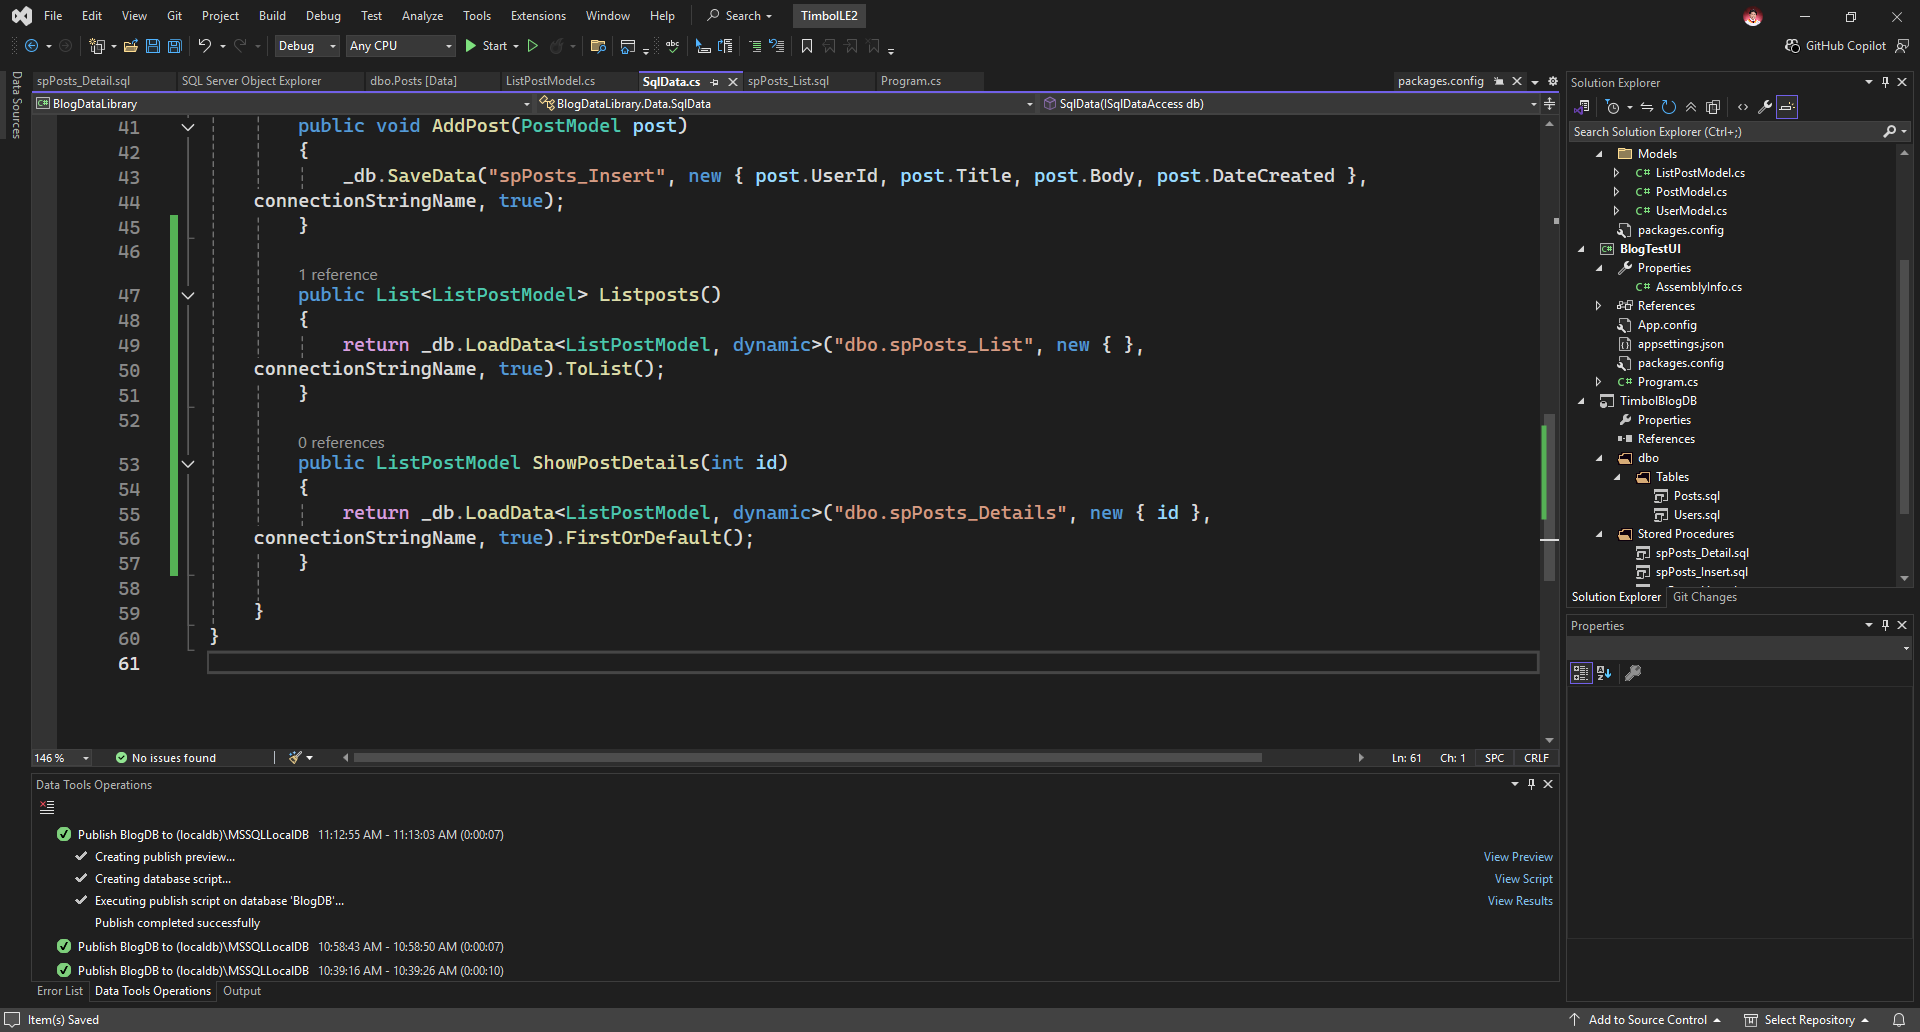 File Edit View Git Project Build Debug Test Analyze Tools Extensions Window Help Search TimbolLE2
Debug Any CPU Start GitHub Copilot
spPosts_Detail.sql SQL Server Object Explorer dbo.Posts [Data] ListPostModel.cs SqlData.cs spPosts_List.sql Program.cs packages.config
Data Sources
BlogDataLibrary BlogDataLibrary.Data.SqlData SqlData(ISqlDataAccess db)
41 public void AddPost(PostModel post)
42 {
43 _db.SaveData("spPosts_Insert", new { post.UserId, post.Title, post.Body, post.DateCreated },
44 connectionStringName, true);
45 }
46
1 reference
47 public List<ListPostModel> Listposts()
48 {
49 return _db.LoadData<ListPostModel, dynamic>("dbo.spPosts_List", new { },
50 connectionStringName, true).ToList();
51 }
52
0 references
53 public ListPostModel ShowPostDetails(int id)
54 {
55 return _db.LoadData<ListPostModel, dynamic>("dbo.spPosts_Details", new { id },
56 connectionStringName, true).FirstOrDefault();
57 }
58
59 }
60 }
61
146 % No issues found Ln: 61 Ch: 1 SPC CRLF
Data Tools Operations
Publish BlogDB to (localdb)\MSSQLLocalDB 11:12:55 AM - 11:13:03 AM (0:00:07)
Creating publish preview... View Preview
Creating database script... View Script
Executing publish script on database 'BlogDB'... View Results
Publish completed successfully
Publish BlogDB to (localdb)\MSSQLLocalDB 10:58:43 AM - 10:58:50 AM (0:00:07)
Publish BlogDB to (localdb)\MSSQLLocalDB 10:39:16 AM - 10:39:26 AM (0:00:10)
Error List Data Tools Operations Output
Solution Explorer
Search Solution Explorer (Ctrl+;)
Models
C# ListPostModel.cs
C# PostModel.cs
C# UserModel.cs
packages.config
C# BlogTestUI
Properties
C# AssemblyInfo.cs
References
App.config
appsettings.json
packages.config
C# Program.cs
TimbolBlogDB
Properties
References
dbo
Tables
Posts.sql
Users.sql
Stored Procedures
spPosts_Detail.sql
spPosts_Insert.sql
Solution Explorer Git Changes
Properties
Item(s) Saved Add to Source Control Select Repository